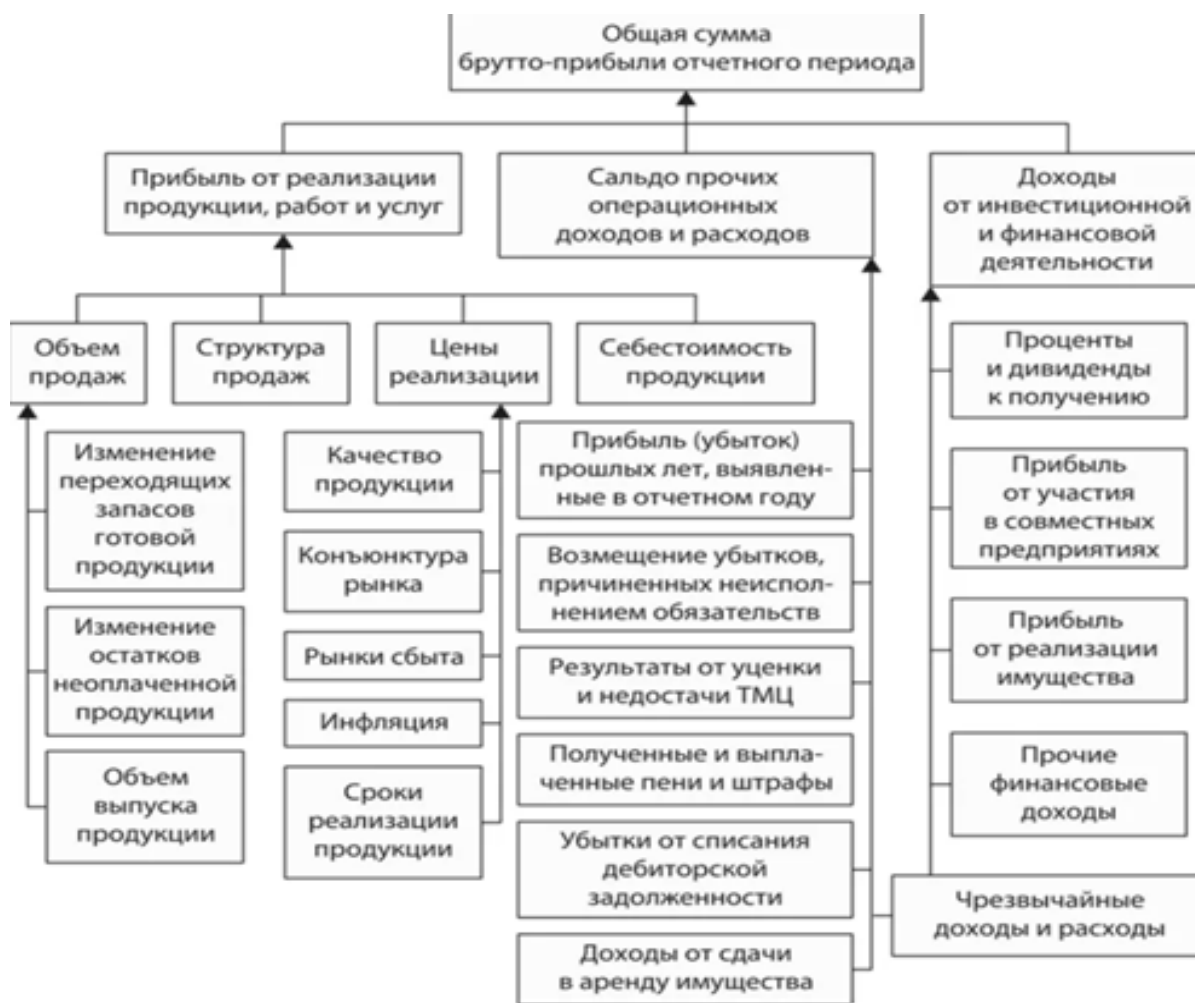 Общая сумма
брутто-прибыли отчетного периода
Прибыль от реализации
продукции, работ и услуг
Сальдо прочих
операционных
доходов и расходов
Доходы
от инвестиционной
и финансовой
деятельности
Объем
продаж
Структура
продаж
Цены
реализации
Себестоимость
продукции
Изменение
переходящих
запасов
готовой
продукции
Изменение
остатков
неоплаченной
продукции
Объем
выпуска
продукции
Качество
продукции
Конъюнктура
рынка
Рынки сбыта
Инфляция
Сроки
реализации
продукции
Прибыль (убыток)
прошлых лет, выявлен-
ные в отчетном году
Возмещение убытков,
причиненных неиспол-
нением обязательств
Результаты от уценки
и недостачи ТМЦ
Полученные и выпла-
ченные пени и штрафы
Убытки от списания
дебиторской
задолженности
Доходы от сдачи
в аренду имущества
Проценты
и дивиденды
к получению
Прибыль
от участия
в совместных
предприятиях
Прибыль
от реализации
имущества
Прочие
финансовые
доходы
Чрезвычайные
доходы и расходы